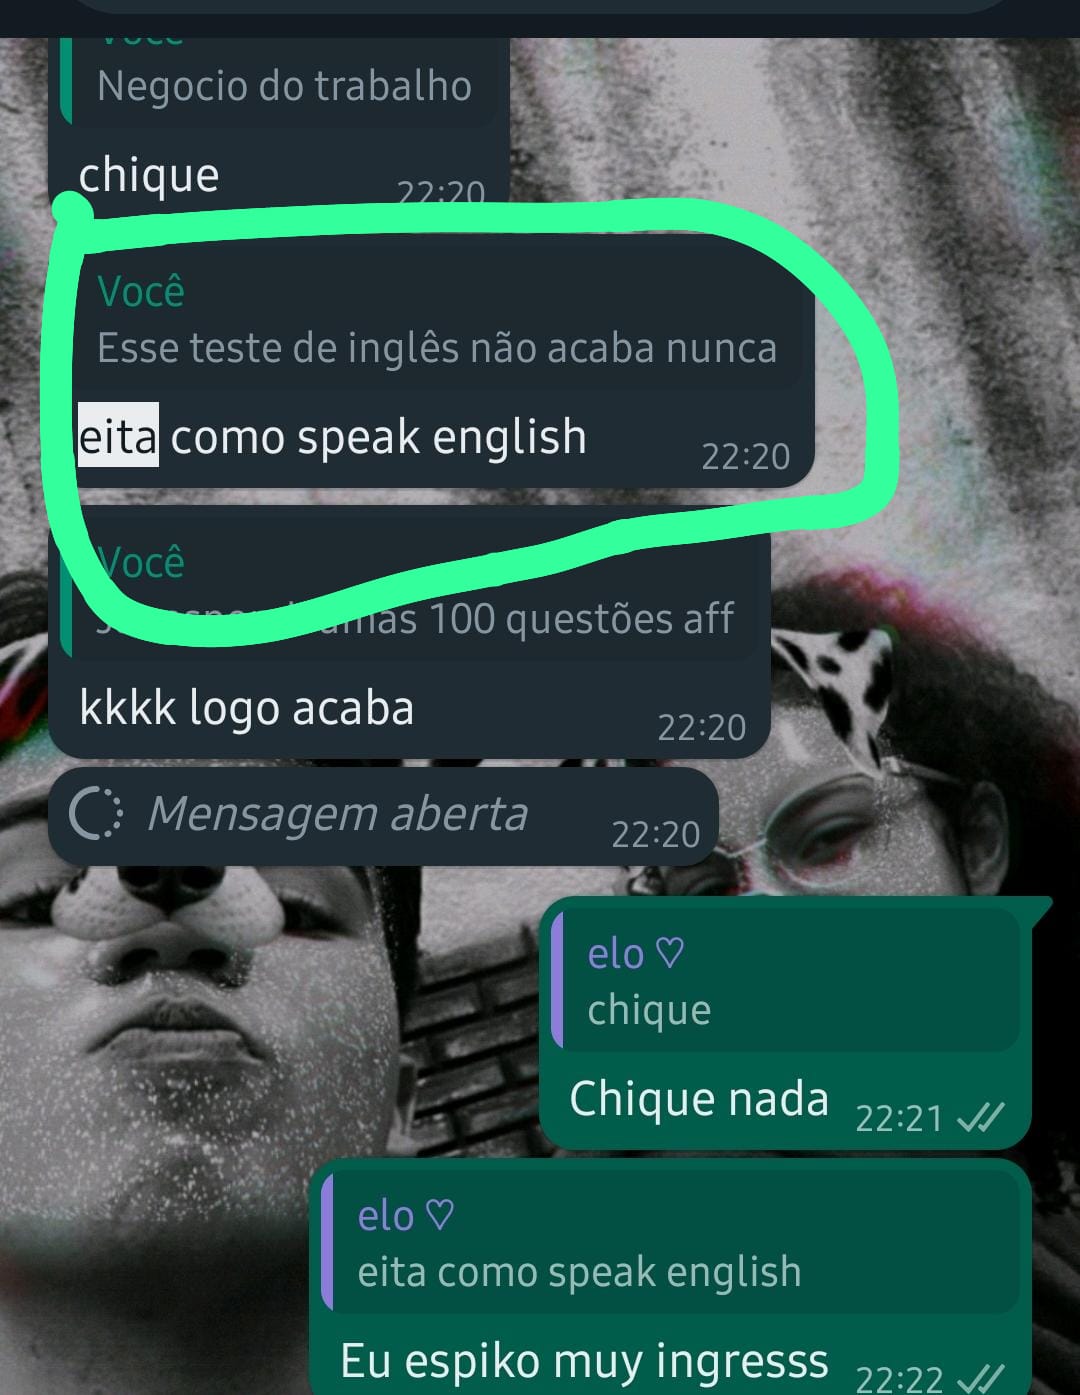 Você
Negocio do trabalho
chique
22:20
Você
Esse teste de inglês não acaba nunca
eita como speak english
22:20
Você
100 questões aff
kkkk logo acaba
22:20
Mensagem aberta
22:20
elo ♡
chique
Chique nada
22:21
elo ♡
eita como speak english
Eu espiko muy ingresss
22:22